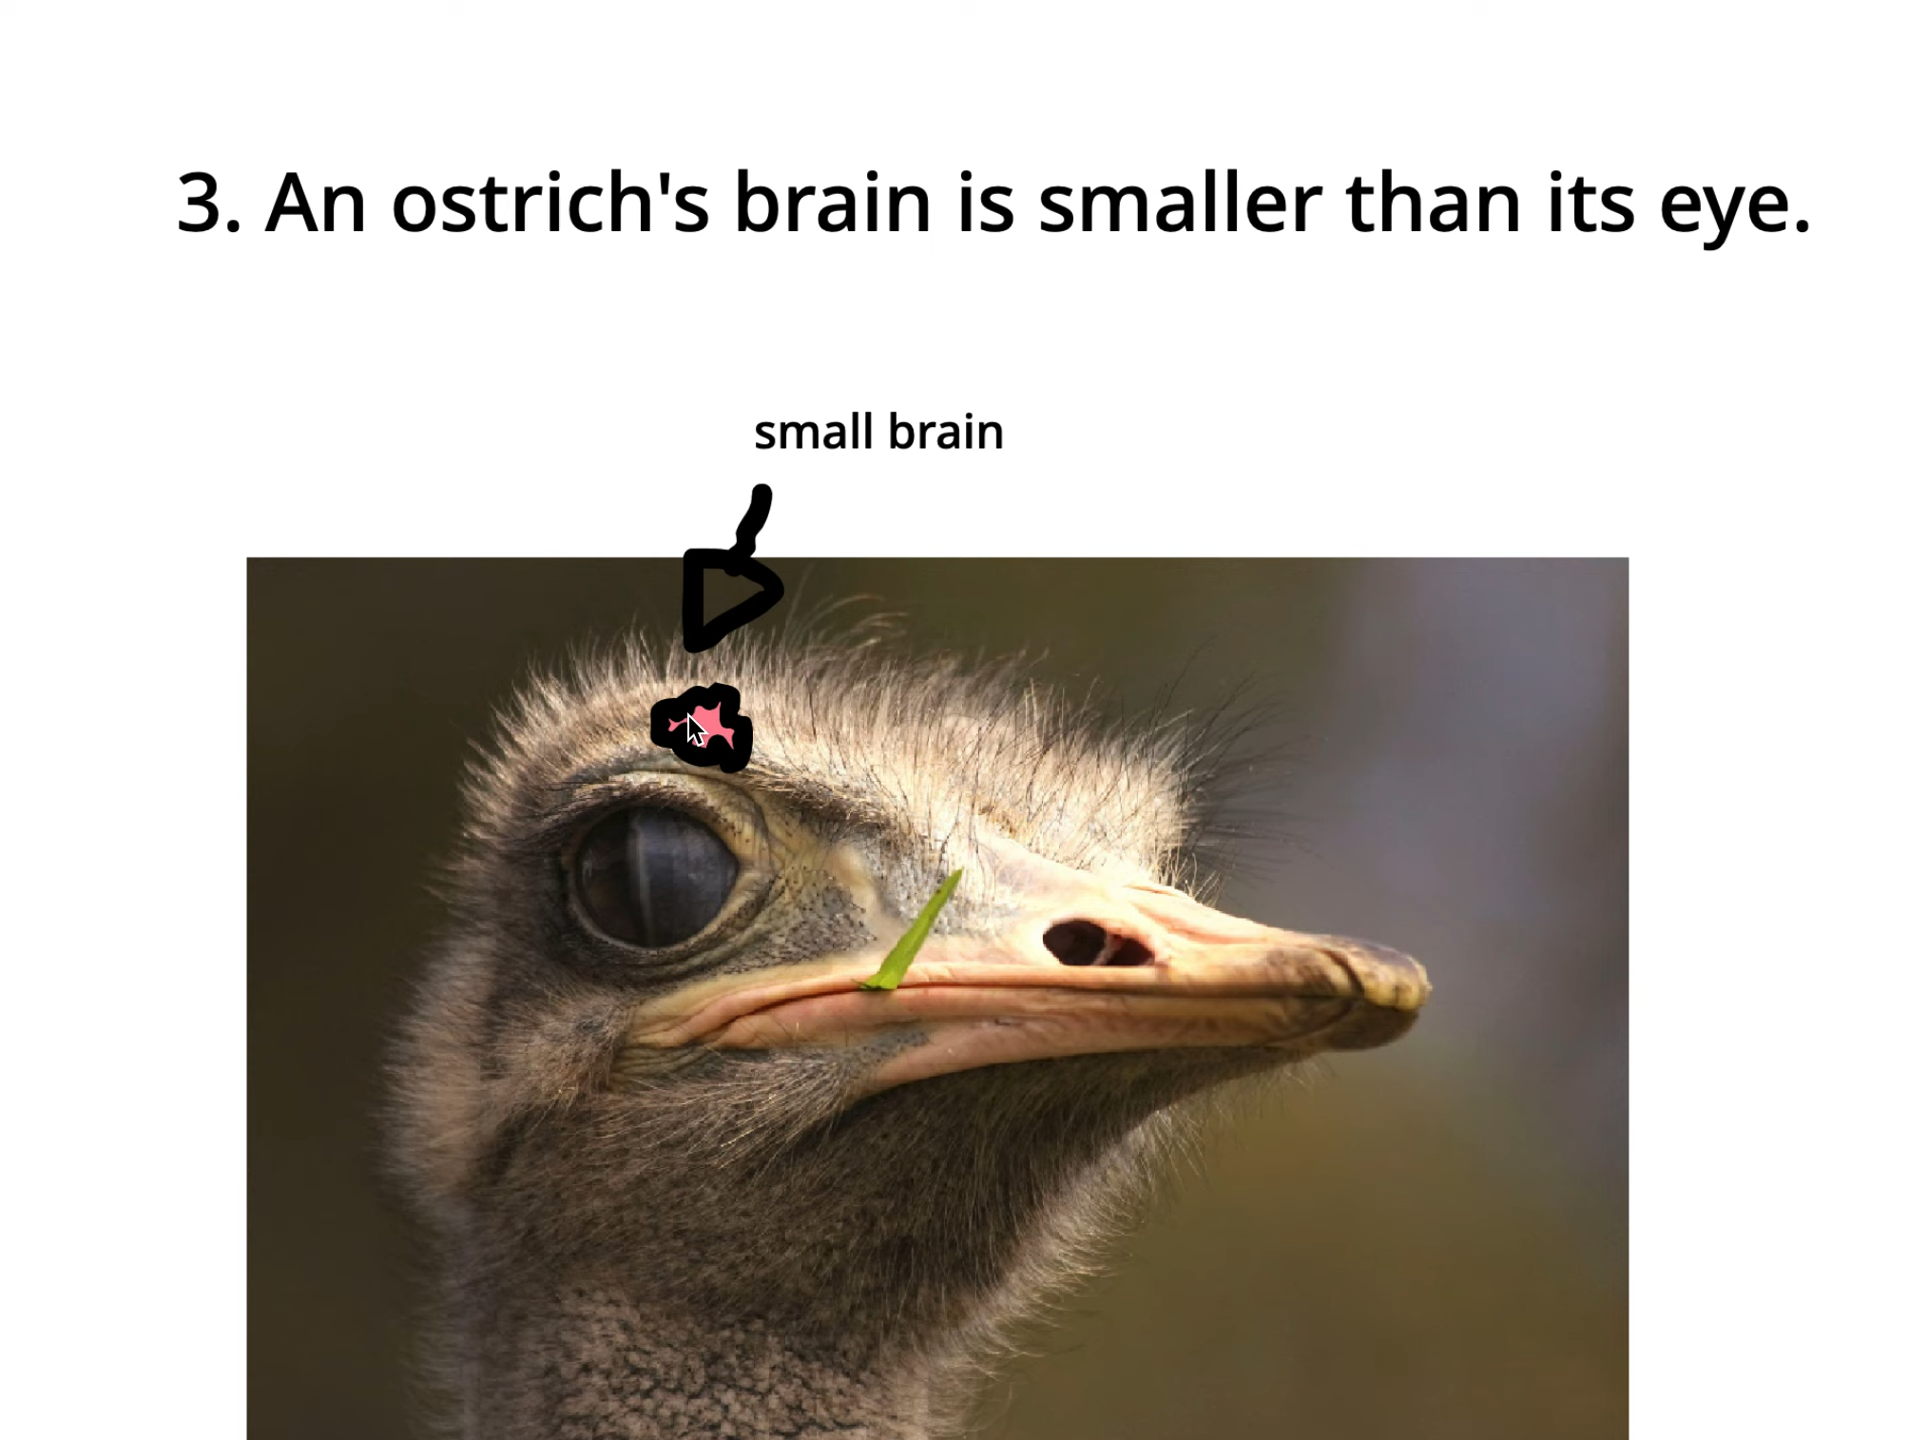 3. An ostrich's brain is smaller than its eye.
small brain